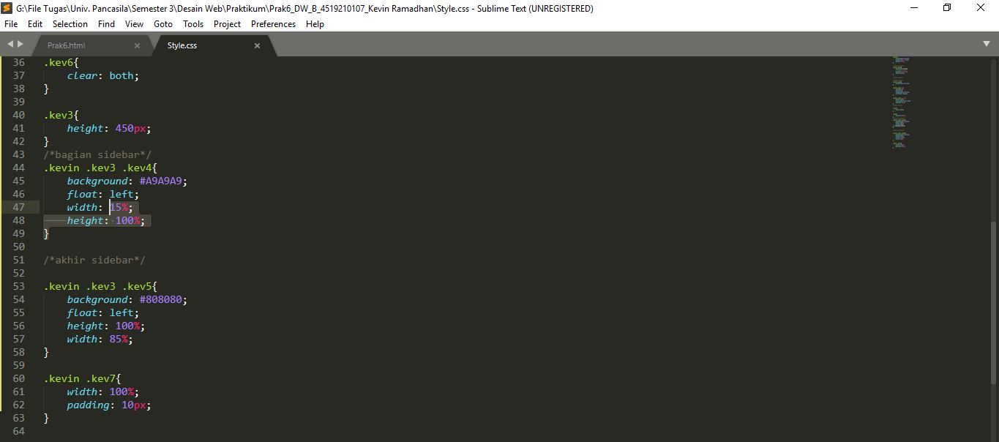 G:\File Tugas\Univ. Pancasila\Semester 3\Desain Web\Praktikum\Prak6_DW_B_4519210107_Kevin Ramadhan\Style.css - Sublime Text (UNREGISTERED)
File Edit Selection Find View Goto Tools Project Preferences Help
Prak6.html Style.css
36 .kev6{
37 clear: both;
38 }
39
40 .kev3{
41 height: 450px;
42 }
43 /*bagian sidebar*/
44 .kevin .kev3 .kev4{
45 background: #A9A9A9;
46 float: left;
47 width: 15%;
48 height: 100%;
49 }
50
51 /*akhir sidebar*/
52
53 .kevin .kev3 .kev5{
54 background: #808080;
55 float: left;
56 height: 100%;
57 width: 85%;
58 }
59
60 .kevin .kev7{
61 width: 100%;
62 padding: 10px;
63 }
64